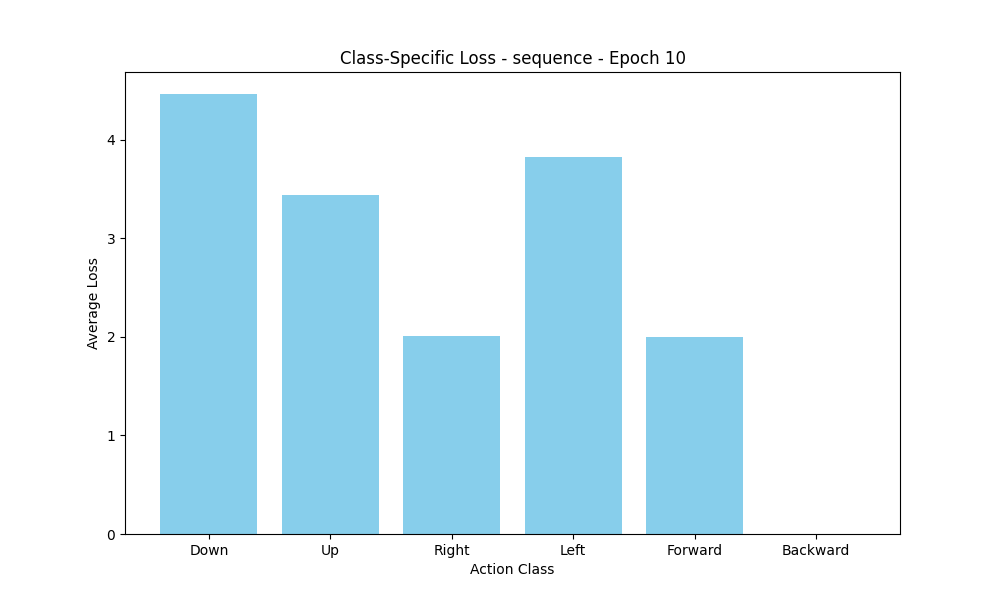 Class-Specific Loss - sequence - Epoch 10
Average Loss
4
3
2
1
0
Down Up Right Left Forward Backward
Action Class